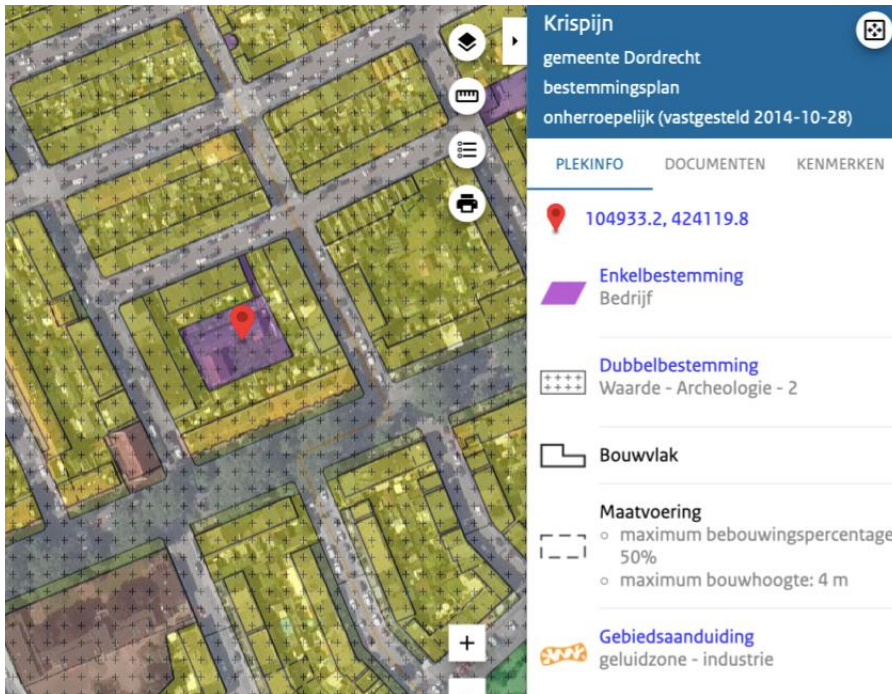 Krispijn
gemeente Dordrecht
bestemmingsplan
onherroepelijk (vastgesteld 2014-10-28)
PLEKINFO DOCUMENTEN KENMERKEN
104933.2, 424119.8
Enkelbestemming
Bedrijf
Dubbelbestemming
Waarde - Archeologie - 2
Bouwvlak
Maatvoering
maximum bebouwingspercentage
50%
maximum bouwhoogte: 4 m
Gebiedsaanduiding
geluidzone - industrie